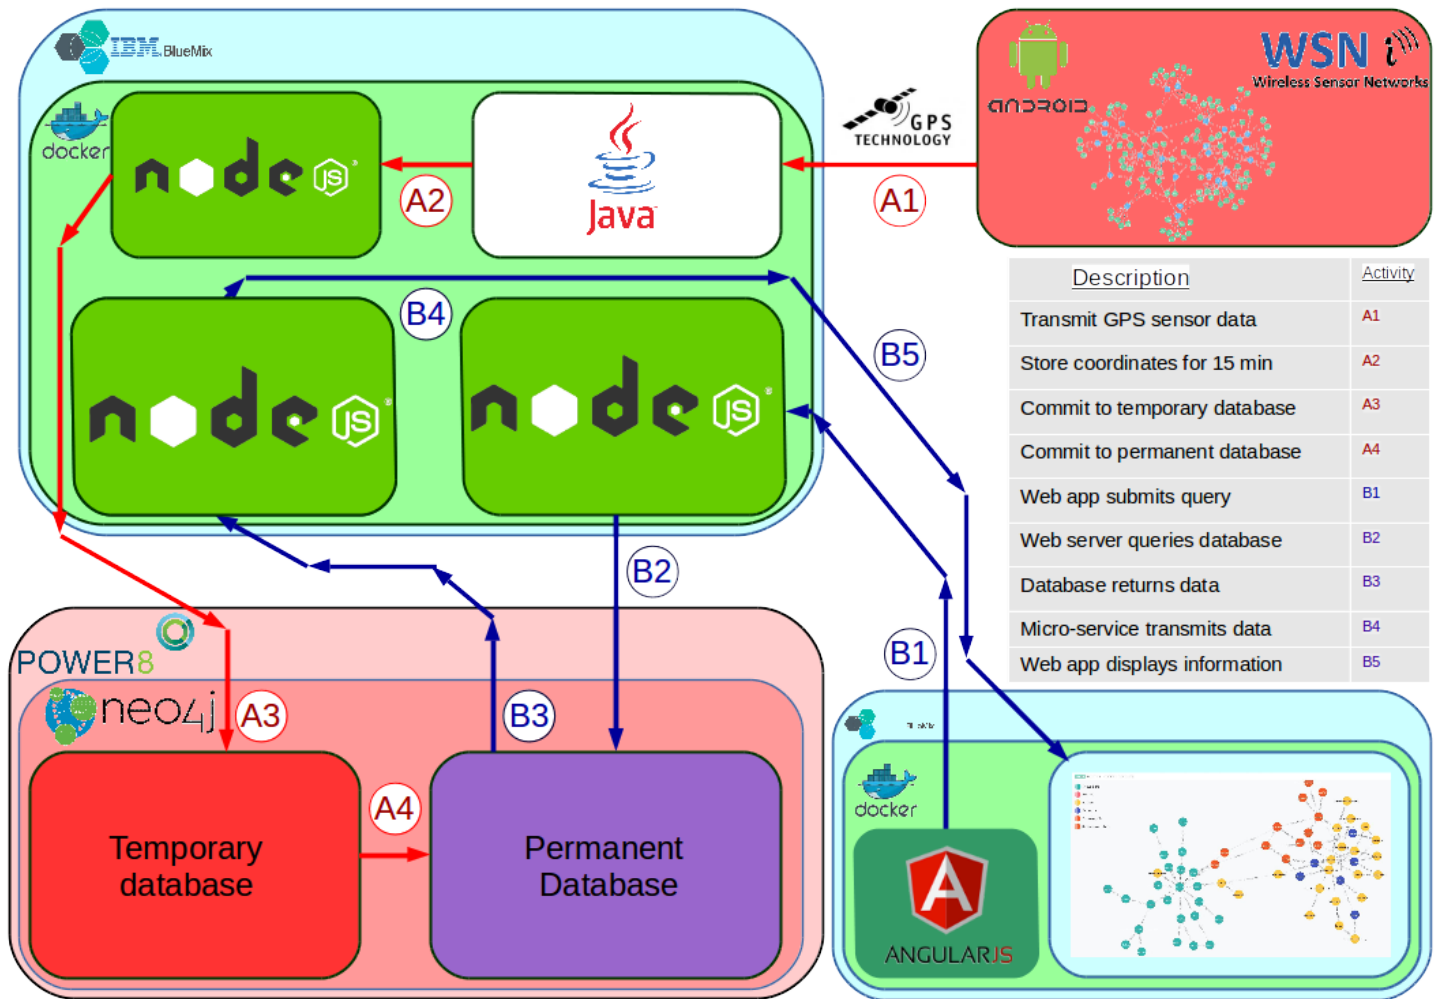 IBM. BlueMix
docker
node JS
Java
A2
GPS
TECHNOLOGY
A1
ANDROID
WSN
Wireless Sensor Networks
B4
B5
node JS
node JS
Description Activity
Transmit GPS sensor data A1
Store coordinates for 15 min A2
Commit to temporary database A3
Commit to permanent database A4
Web app submits query B1
Web server queries database B2
Database returns data B3
Micro-service transmits data B4
Web app displays information B5
B2
B1
POWER8
neo4j
A3
B3
A4
Temporary
database
Permanent
Database
docker
ANGULARJS